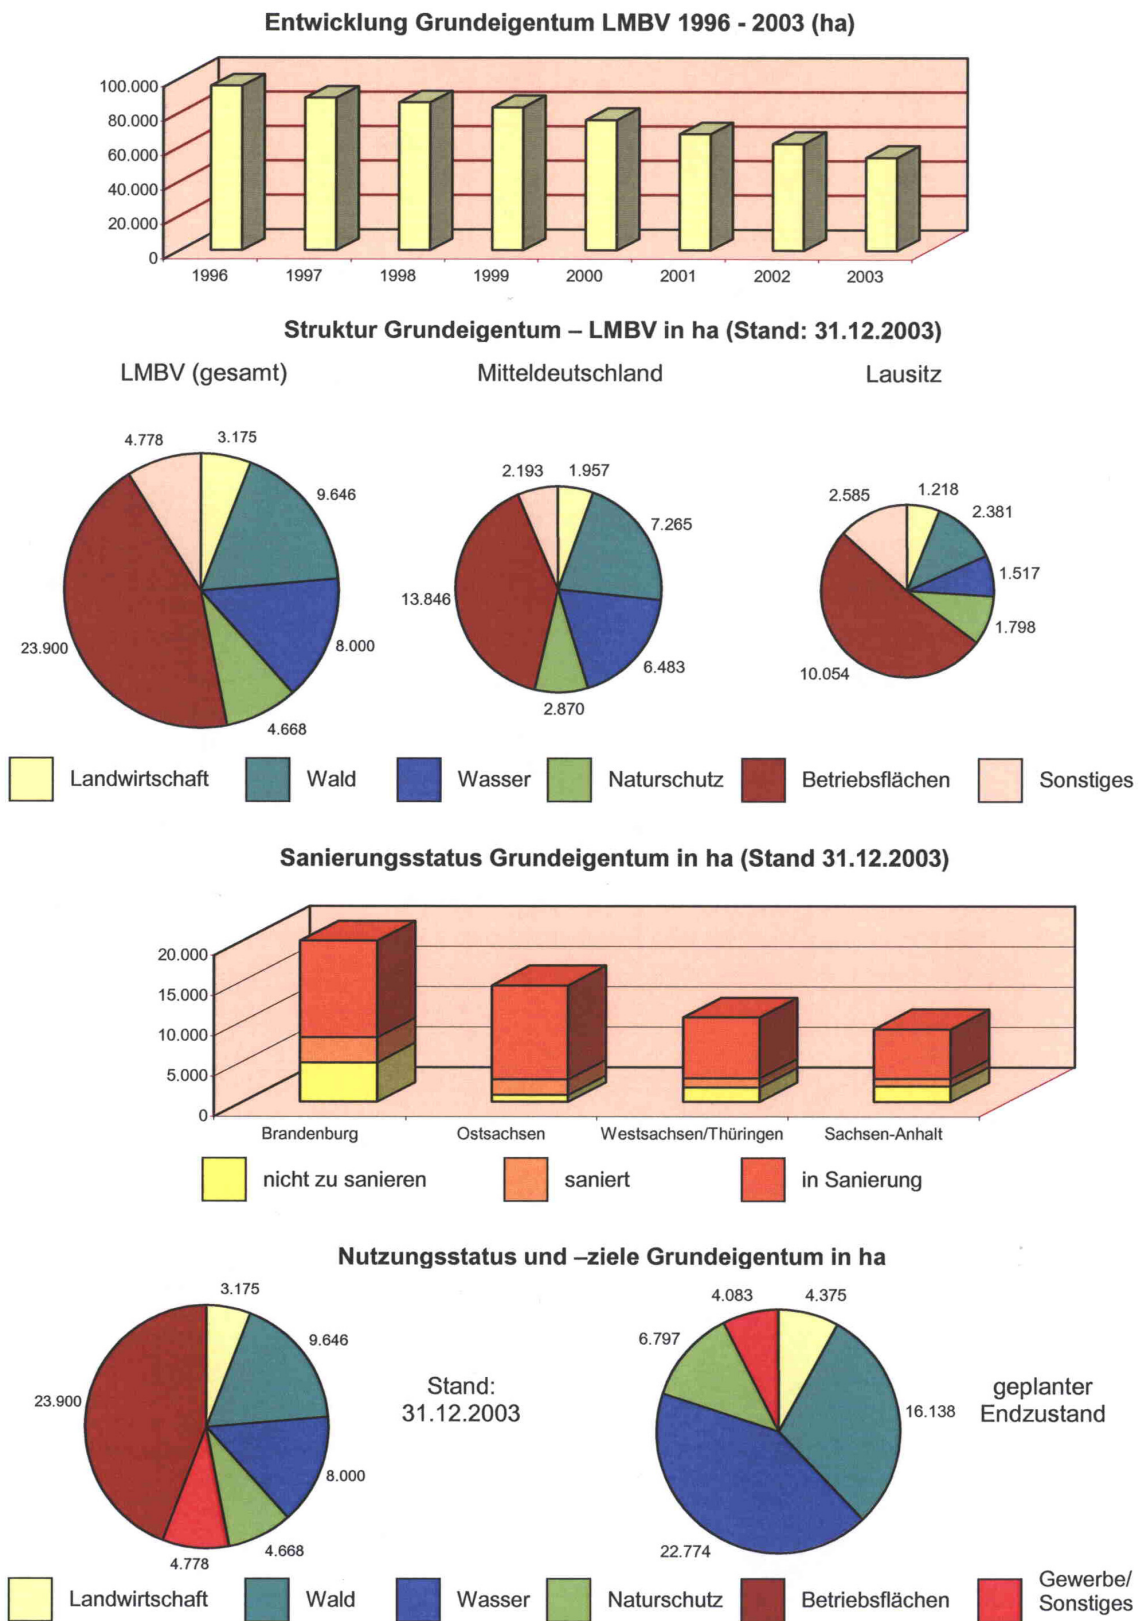 Entwicklung Grundeigentum LMBV 1996 - 2003 (ha)
100.000
80.000
60.000
40.000
20.000
0
1996 1997 1998 1999 2000 2001 2002 2003
Struktur Grundeigentum – LMBV in ha (Stand: 31.12.2003)
LMBV (gesamt) Mitteldeutschland Lausitz
4.778 3.175
9.646
23.900
8.000
4.668
2.193 1.957
7.265
13.846
6.483
2.870
2.585 1.218
2.381
1.517
1.798
10.054
Landwirtschaft Wald Wasser Naturschutz Betriebsflächen Sonstiges
Sanierungsstatus Grundeigentum in ha (Stand 31.12.2003)
20.000
15.000
10.000
5.000
0
Brandenburg Ostsachsen Westsachsen/Thüringen Sachsen-Anhalt
nicht zu sanieren saniert in Sanierung
Nutzungsstatus und –ziele Grundeigentum in ha
3.175
9.646
23.900
8.000
4.668
4.778
Stand:
31.12.2003
4.083 4.375
6.797
16.138
22.774
geplanter
Endzustand
Landwirtschaft Wald Wasser Naturschutz Betriebsflächen Gewerbe/
Sonstiges